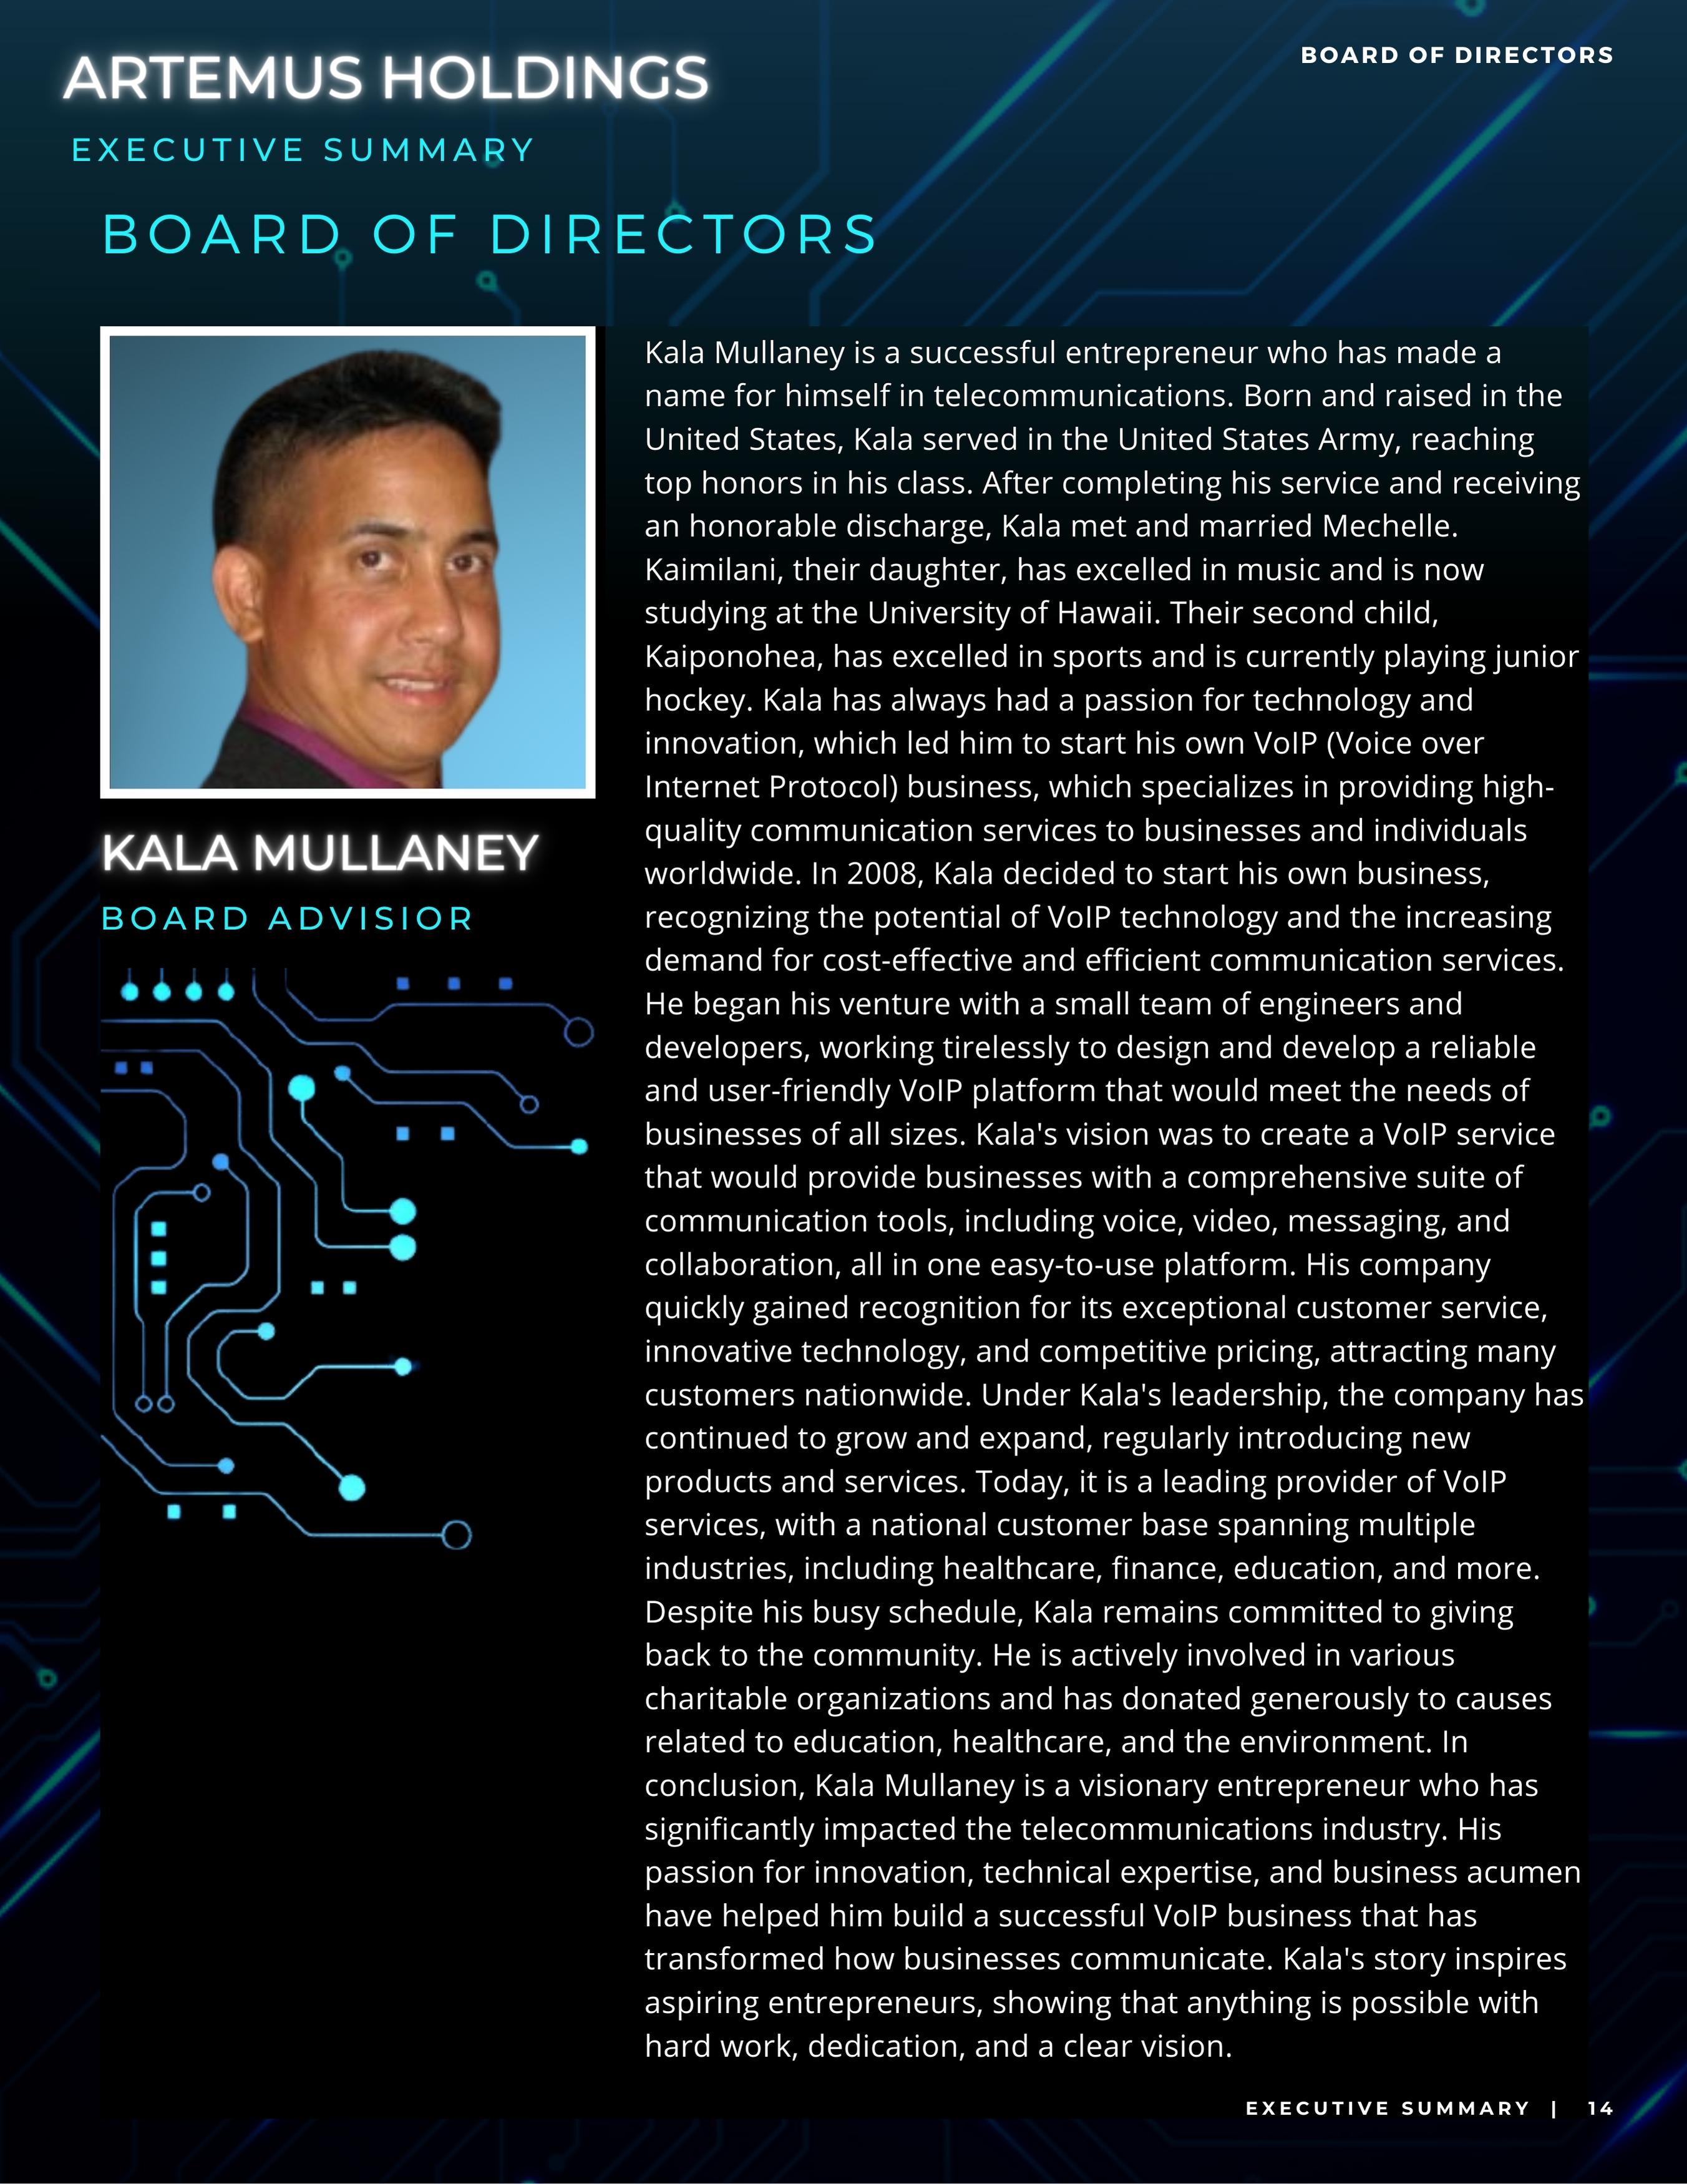 ARTEMUS HOLDINGS
BOARD OF DIRECTORS
EXECUTIVE SUMMARY
BOARD OF DIRECTORS
KALA MULLANEY
BOARD ADVISIOR
Kala Mullaney is a successful entrepreneur who has made a
name for himself in telecommunications. Born and raised in the
United States, Kala served in the United States Army, reaching
top honors in his class. After completing his service and receiving
an honorable discharge, Kala met and married Mechelle.
Kaimilani, their daughter, has excelled in music and is now
studying at the University of Hawaii. Their second child,
Kaiponohea, has excelled in sports and is currently playing junior
hockey. Kala has always had a passion for technology and
innovation, which led him to start his own VoIP (Voice over
Internet Protocol) business, which specializes in providing high-
quality communication services to businesses and individuals
worldwide. In 2008, Kala decided to start his own business,
recognizing the potential of VoIP technology and the increasing
demand for cost-effective and efficient communication services.
He began his venture with a small team of engineers and
developers, working tirelessly to design and develop a reliable
and user-friendly VoIP platform that would meet the needs of
businesses of all sizes. Kala's vision was to create a VoIP service
that would provide businesses with a comprehensive suite of
communication tools, including voice, video, messaging, and
collaboration, all in one easy-to-use platform. His company
quickly gained recognition for its exceptional customer service,
innovative technology, and competitive pricing, attracting many
customers nationwide. Under Kala's leadership, the company has
continued to grow and expand, regularly introducing new
products and services. Today, it is a leading provider of VoIP
services, with a national customer base spanning multiple
industries, including healthcare, finance, education, and more.
Despite his busy schedule, Kala remains committed to giving
back to the community. He is actively involved in various
charitable organizations and has donated generously to causes
related to education, healthcare, and the environment. In
conclusion, Kala Mullaney is a visionary entrepreneur who has
significantly impacted the telecommunications industry. His
passion for innovation, technical expertise, and business acumen
have helped him build a successful VoIP business that has
transformed how businesses communicate. Kala's story inspires
aspiring entrepreneurs, showing that anything is possible with
hard work, dedication, and a clear vision.
EXECUTIVE SUMMARY | 14